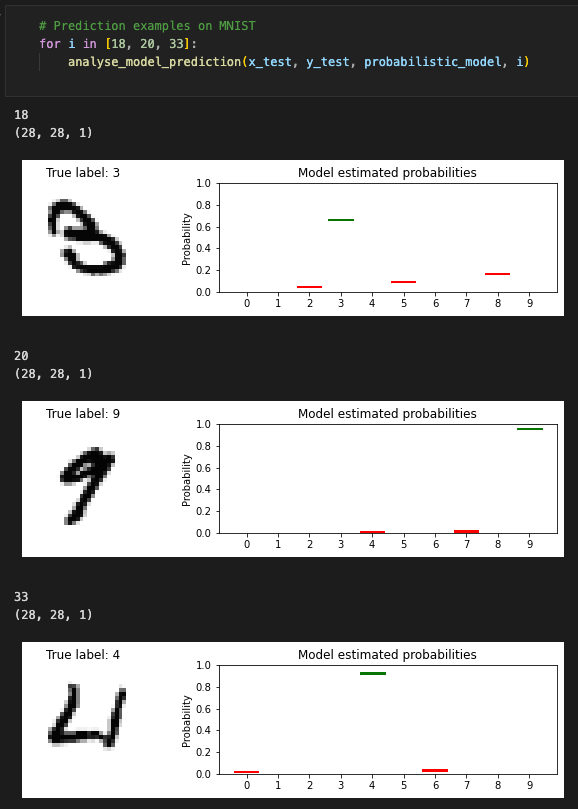 # Prediction examples on MNIST
for i in [18, 20, 33]:
    analyse_model_prediction(x_test, y_test, probabilistic_model, i)
18
(28, 28, 1)
True label: 3
3
Model estimated probabilities
Probability
1.0
0.8
0.6
0.4
0.2
0.0
0 1 2 3 4 5 6 7 8 9
20
(28, 28, 1)
True label: 9
9
Model estimated probabilities
Probability
1.0
0.8
0.6
0.4
0.2
0.0
0 1 2 3 4 5 6 7 8 9
33
(28, 28, 1)
True label: 4
4
Model estimated probabilities
Probability
1.0
0.8
0.6
0.4
0.2
0.0
0 1 2 3 4 5 6 7 8 9